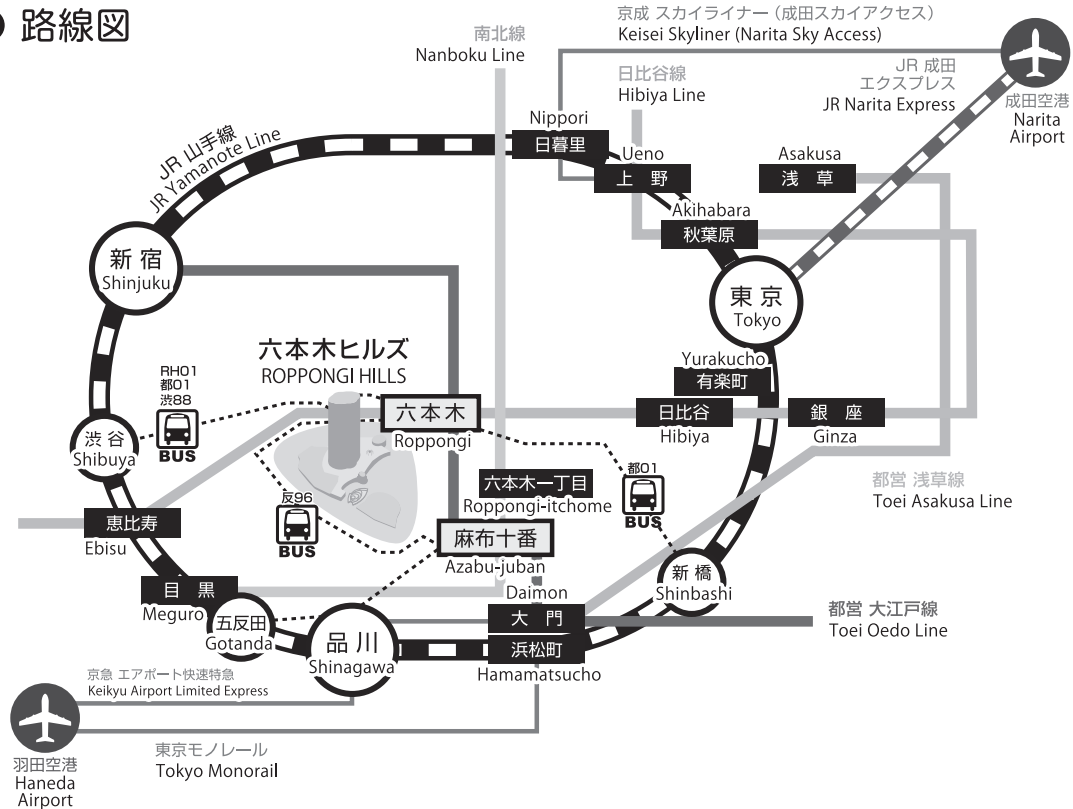 路線図
京成 スカイライナー(成田スカイアクセス)
Keisei Skyliner (Narita Sky Access)
南北線
Nanboku Line
日比谷線
Hibiya Line
JR 成田
エクスプレス
JR Narita Express
成田空港
Narita
Airport
JR 山手線
JR Yamanote Line
Nippori
日暮里
Ueno
上 野
Asakusa
浅 草
Akihabara
秋葉原
新 宿
Shinjuku
東 京
Tokyo
六本木ヒルズ
ROPPONGI HILLS
Yurakucho
有楽町
RH01
都01
渋88
BUS
六本木
Roppongi
日比谷
Hibiya
銀 座
Ginza
渋 谷
Shibuya
六本木一丁目
Roppongi-itchome
都01
BUS
都営 浅草線
Toei Asakusa Line
反96
BUS
恵比寿
Ebisu
麻布十番
Azabu-juban
新 橋
Shinbashi
目 黒
Meguro
Daimon
大 門
都営 大江戸線
Toei Oedo Line
五反田
Gotanda
品 川
Shinagawa
浜松町
Hamamatsucho
京急 エアポート快速特急
Keikyu Airport Limited Express
羽田空港
Haneda
Airport
東京モノレール
Tokyo Monorail